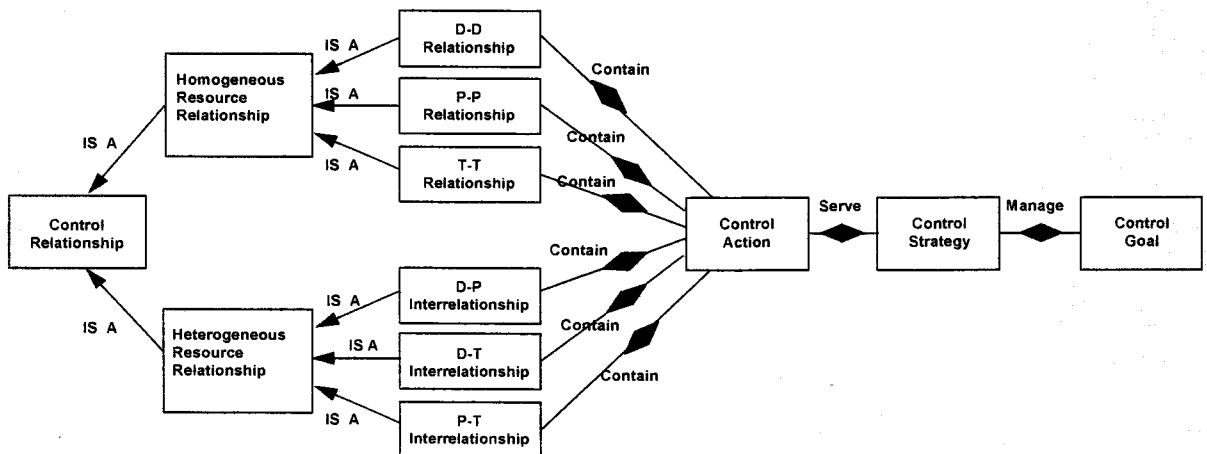 D-D
Relationship
IS A
Contain
Homogeneous
Resource
Relationship
IS A
P-P
Relationship
Contain
IS A
IS A
T-T
Relationship
Contain
Control
Relationship
Control
Action
Serve
Control
Strategy
Manage
Control
Goal
Contain
IS A
D-P
Interrelationship
IS A
Heterogeneous
Resource
Relationship
IS A
D-T
Interrelationship
Contain
Contain
IS A
P-T
Interrelationship